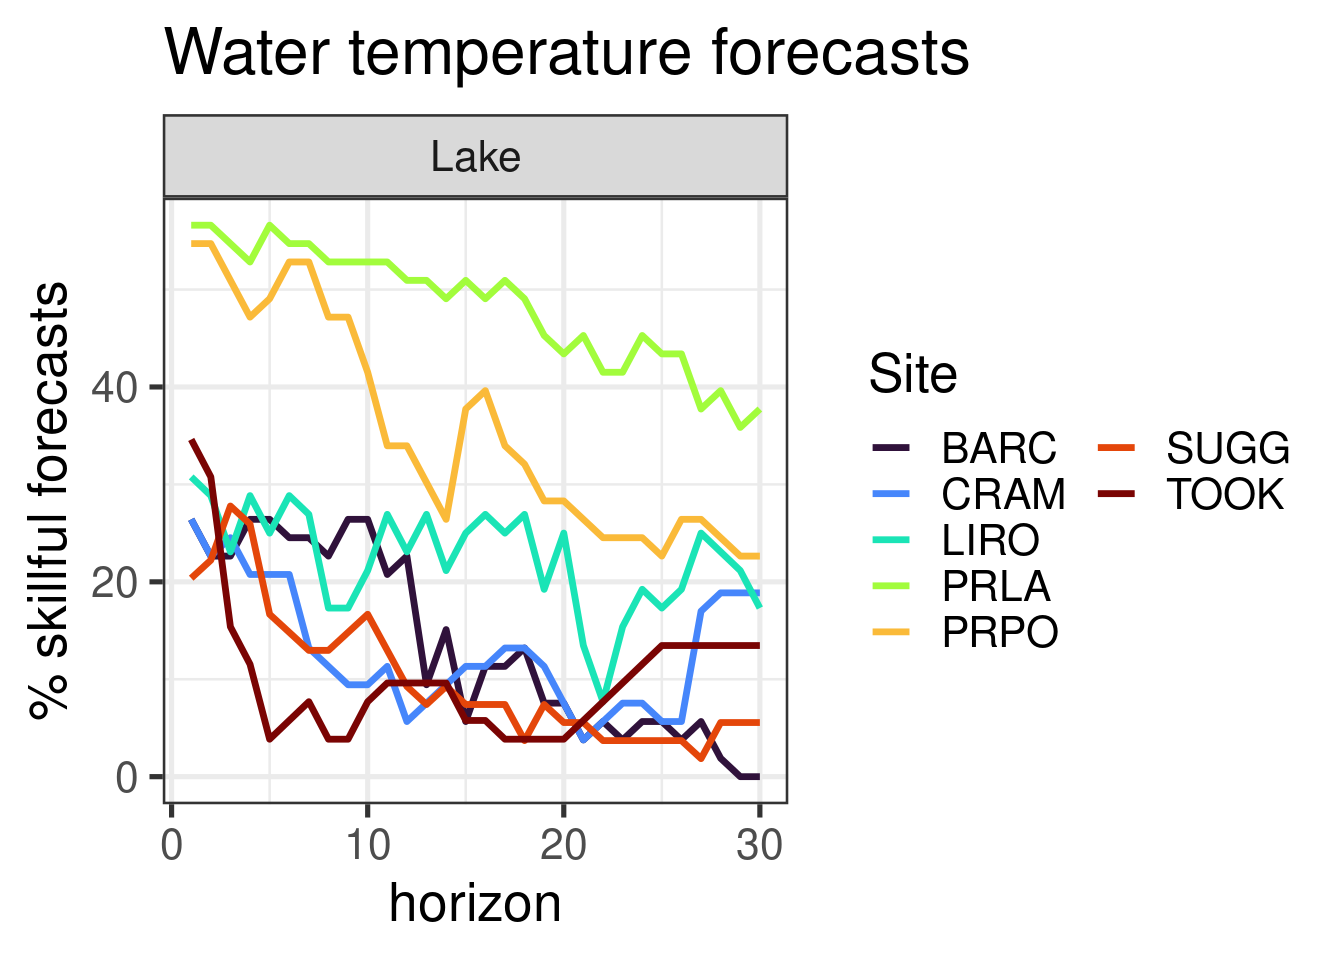 Water temperature forecasts
Lake
% skillful forecasts
40
20
0
0 10 20 30
horizon
Site
BARC
CRAM
LIRO
PRLA
PRPO
SUGG
TOOK